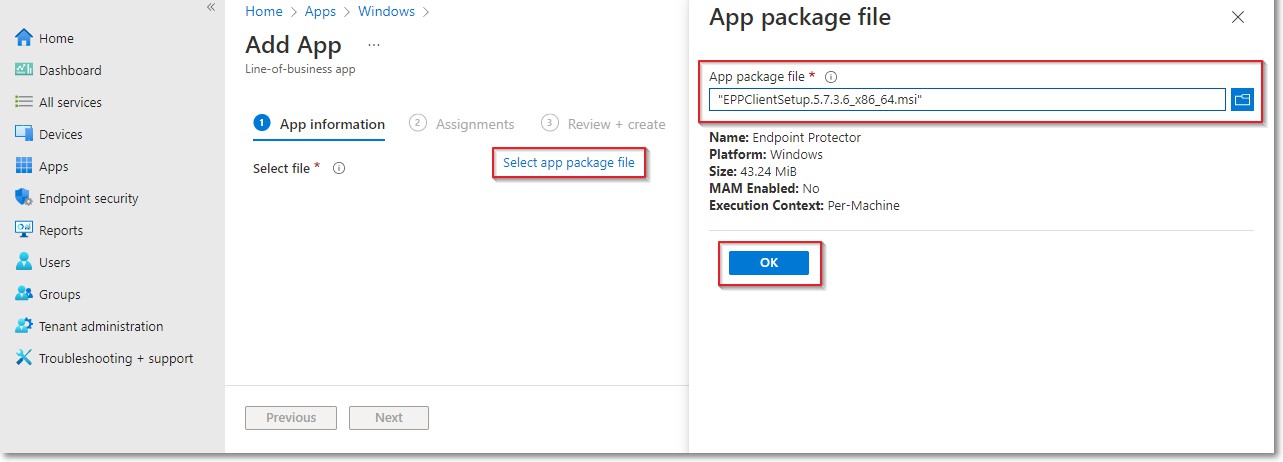 «
Home
Dashboard
All services
Devices
Apps
Endpoint security
Reports
Users
Groups
Tenant administration
Troubleshooting + support
Home > Apps > Windows >
Add App ...
Line-of-business app
1 App information 2 Assignments 3 Review + create
Select file * Select app package file
Previous Next
App package file
App package file *
"EPPClientSetup.5.7.3.6_x86_64.msi"
Name: Endpoint Protector
Platform: Windows
Size: 43.24 MiB
MAM Enabled: No
Execution Context: Per-Machine
OK